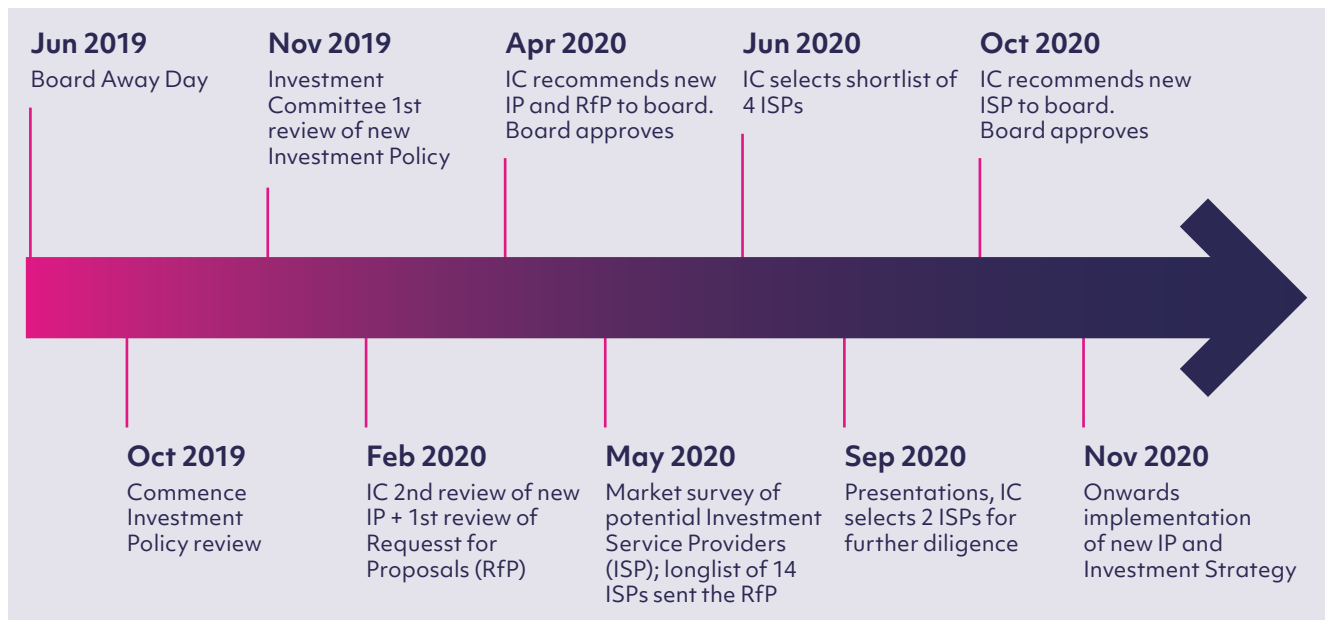 Jun 2019
Board Away Day
Nov 2019
Investment
Committee 1st
review of new
Investment Policy
Apr 2020
IC recommends new
IP and RfP to board.
Board approves
Jun 2020
IC selects shortlist of
4 ISPs
Oct 2020
IC recommends new
ISP to board.
Board approves
Oct 2019
Commence
Investment
Policy review
Feb 2020
IC 2nd review of new
IP + 1st review of
Requesst for
Proposals (RfP)
May 2020
Market survey of
potential Investment
Service Providers
(ISP); longlist of 14
ISPs sent the RfP
Sep 2020
Presentations, IC
selects 2 ISPs for
further diligence
Nov 2020
Onwards
implementation
of new IP and
Investment Strategy